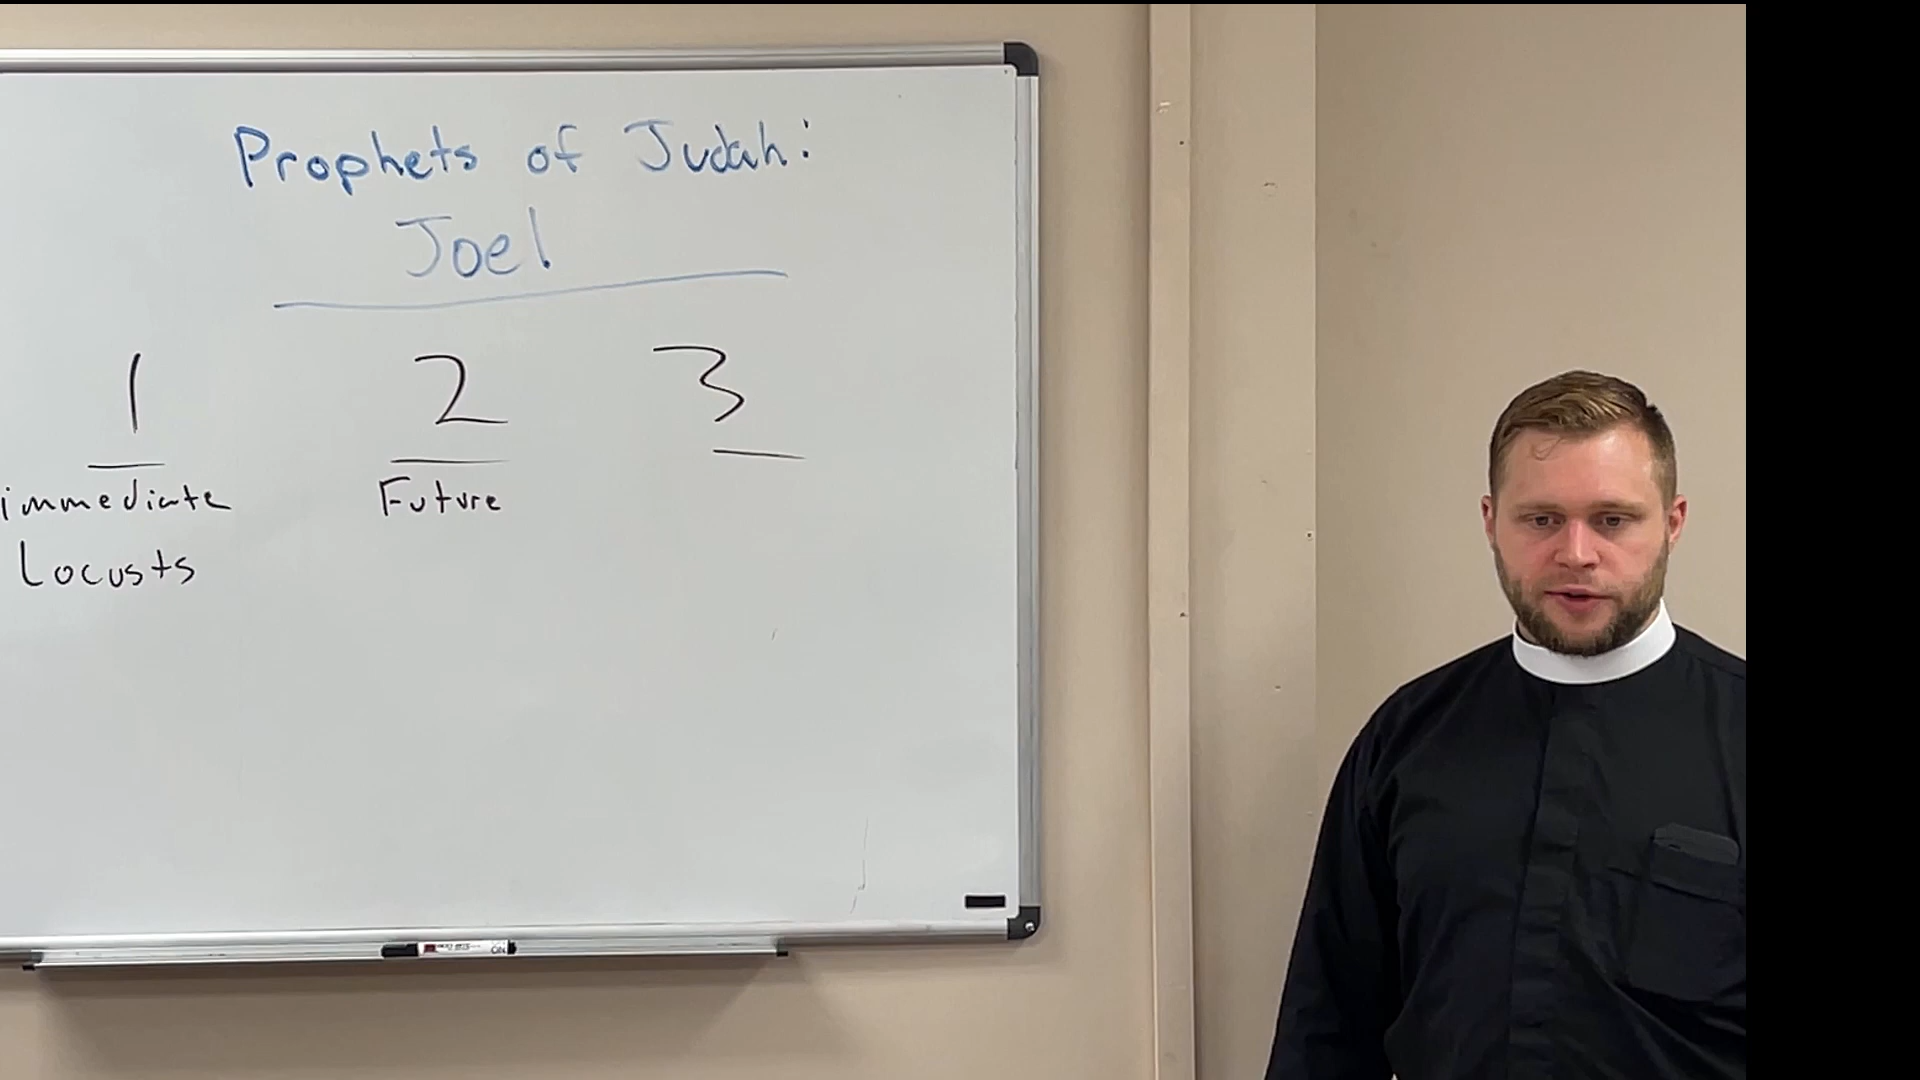 Prophets of Judah:
Joel
1 2 3
immediate Future
Locusts